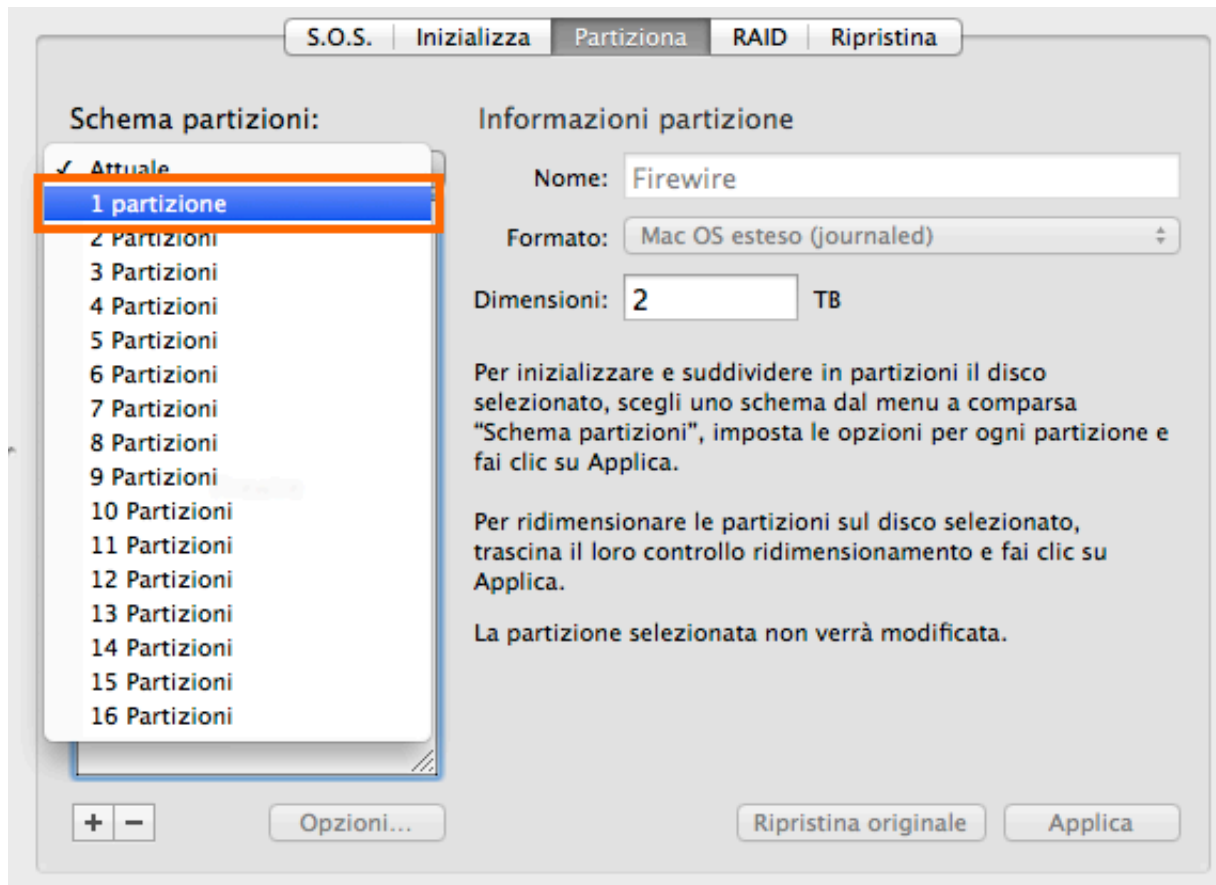 S.O.S. Inizializza Partiziona RAID Ripristina
Schema partizioni:
✓ Attuale
1 partizione
2 Partizioni
3 Partizioni
4 Partizioni
5 Partizioni
6 Partizioni
7 Partizioni
8 Partizioni
9 Partizioni
10 Partizioni
11 Partizioni
12 Partizioni
13 Partizioni
14 Partizioni
15 Partizioni
16 Partizioni
+ − Opzioni...
Informazioni partizione
Nome: Firewire
Formato: Mac OS esteso (journaled)
Dimensioni: 2 TB
Per inizializzare e suddividere in partizioni il disco
selezionato, scegli uno schema dal menu a comparsa
“Schema partizioni”, imposta le opzioni per ogni partizione e
fai clic su Applica.
Per ridimensionare le partizioni sul disco selezionato,
trascina il loro controllo ridimensionamento e fai clic su
Applica.
La partizione selezionata non verrà modificata.
Ripristina originale Applica